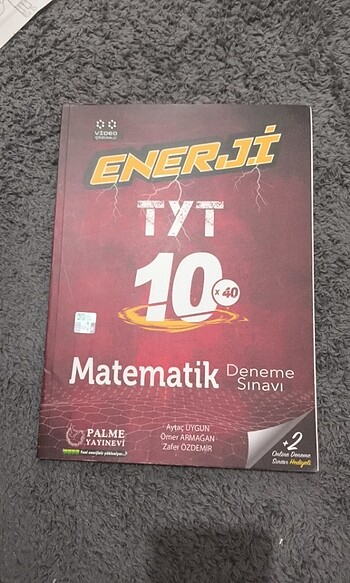 VİDEO
ÇÖZÜMLÜ
ENERJİ
TYT
10 x 40
Matematik Deneme Sınavı
Aytaç UYGUN
Ömer ARMAĞAN
Zafer ÖZDEMİR
PALME
YAYINEVİ
+2
Online Deneme
Sınavı Hediyeli